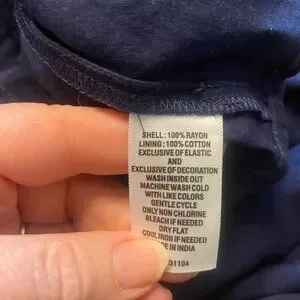 SHELL: 100% RAYON
LINING: 100% COTTON
EXCLUSIVE OF ELASTIC
AND
EXCLUSIVE OF DECORATION
WASH INSIDE OUT
MACHINE WASH COLD
WITH LIKE COLORS
GENTLE CYCLE
ONLY NON CHLORINE
BLEACH IF NEEDED
DRY FLAT
COOL IRON IF NEEDED
IN INDIA
31104